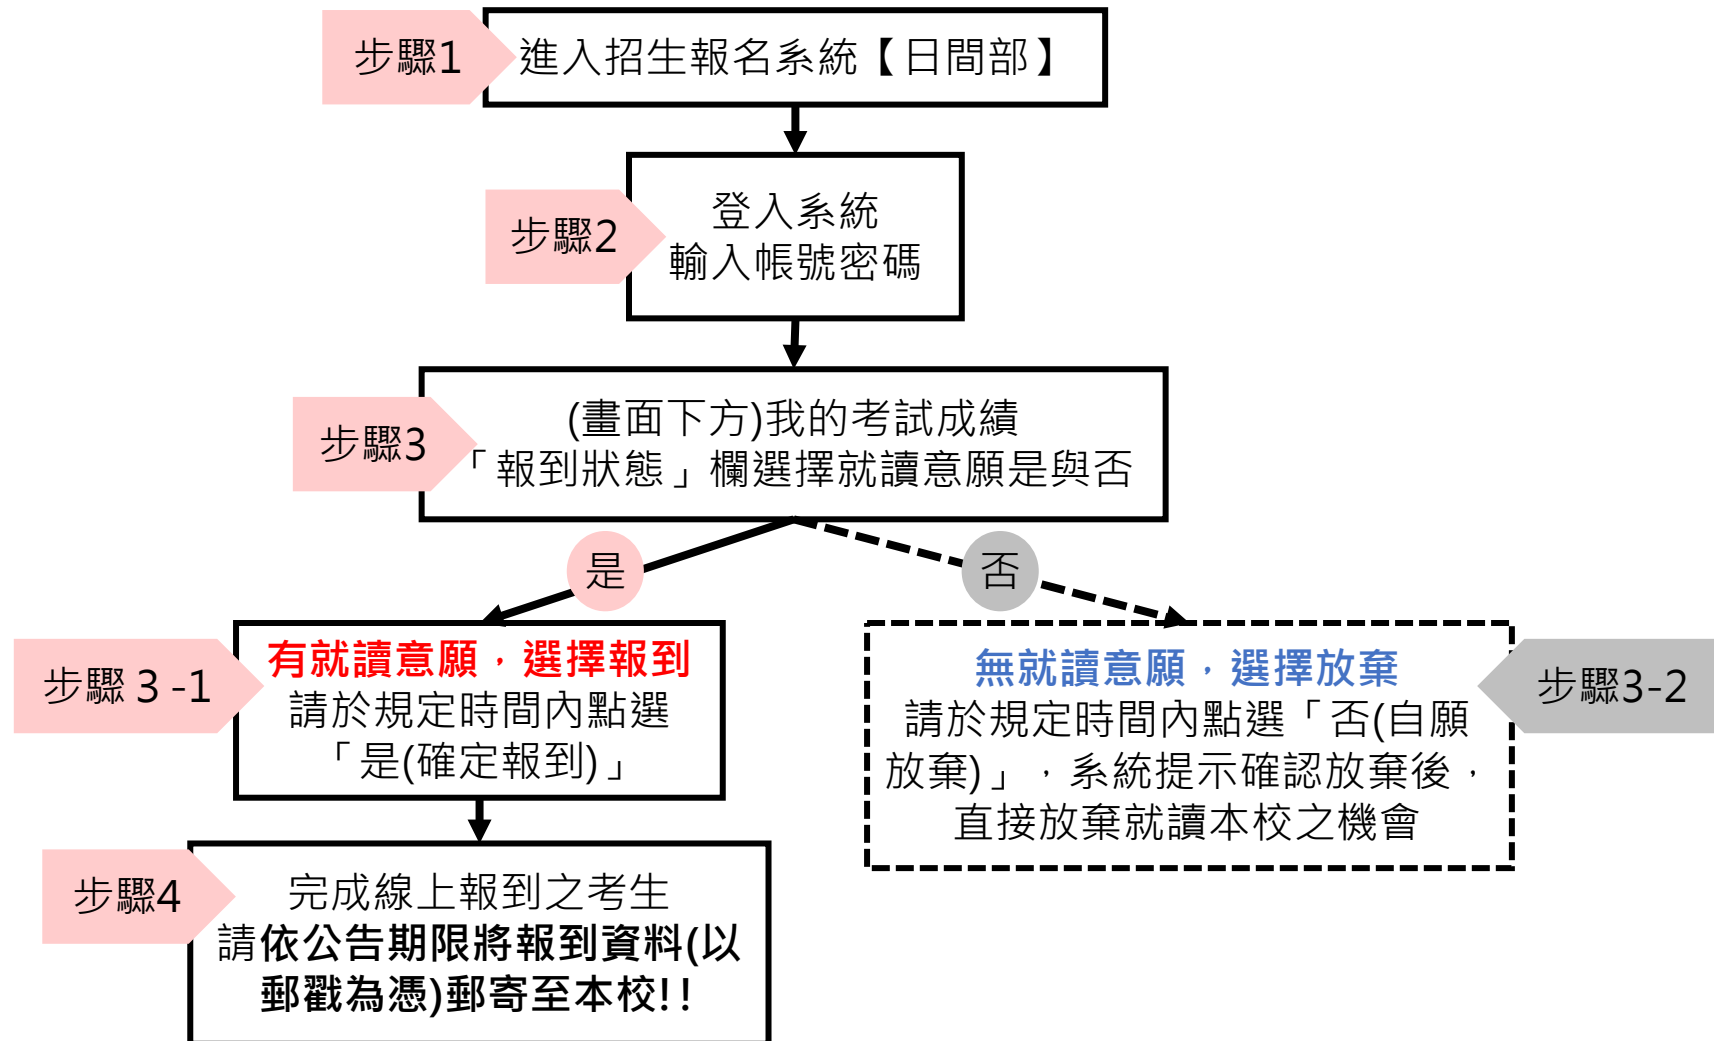 步驟1
進入招生報名系統【日間部】
步驟2
登入系統
輸入帳號密碼
步驟3
(畫面下方)我的考試成績
「報到狀態」欄選擇就讀意願是與否
是
否
步驟 3 -1
有就讀意願，選擇報到
請於規定時間內點選
「是(確定報到)」
步驟3-2
無就讀意願，選擇放棄
請於規定時間內點選「否(自願
放棄)」，系統提示確認放棄後，
直接放棄就讀本校之機會
步驟4
完成線上報到之考生
請依公告期限將報到資料(以
郵戳為憑)郵寄至本校!!